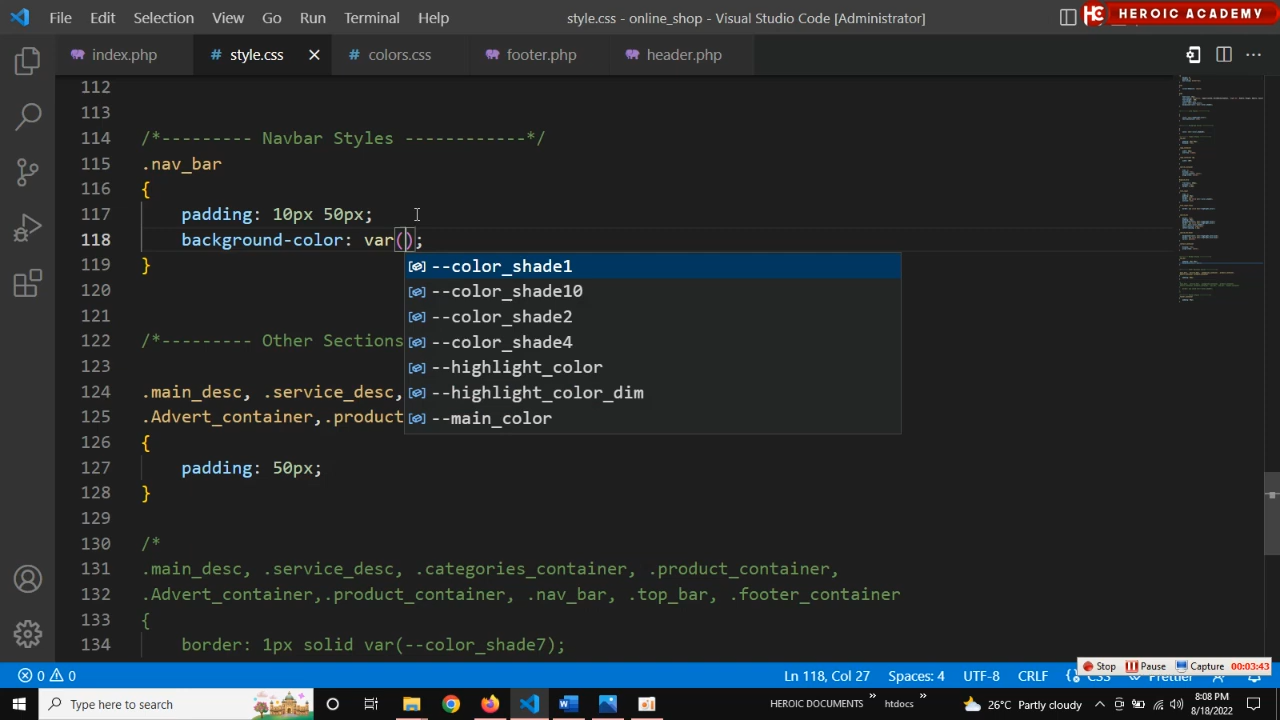 File Edit Selection View Go Run Terminal Help style.css - online_shop - Visual Studio Code [Administrator] HC HEROIC ACADEMY
index.php # style.css # colors.css footer.php header.php
112
113
114 /*--------- Navbar Styles ------------*/
115 .nav_bar
116 {
117 padding: 10px 50px;
118 background-color: var();
119 }
--color_shade1
120
--color_shade10
121
--color_shade2
122 /*--------- Other Sections
--color_shade4
123
--highlight_color
124 .main_desc, .service_desc,
--highlight_color_dim
125 .Advert_container,.product
--main_color
126 {
127 padding: 50px;
128 }
129
130 /*
131 .main_desc, .service_desc, .categories_container, .product_container,
132 .Advert_container,.product_container, .nav_bar, .top_bar, .footer_container
133 {
134 border: 1px solid var(--color_shade7);
0 0 Ln 118, Col 27 Spaces: 4 UTF-8 CRLF CSS Prettier
Stop Pause Capture 00:03:43
Type here to search HEROIC DOCUMENTS » htdocs » 26°C Partly cloudy 8:08 PM
8/18/2022